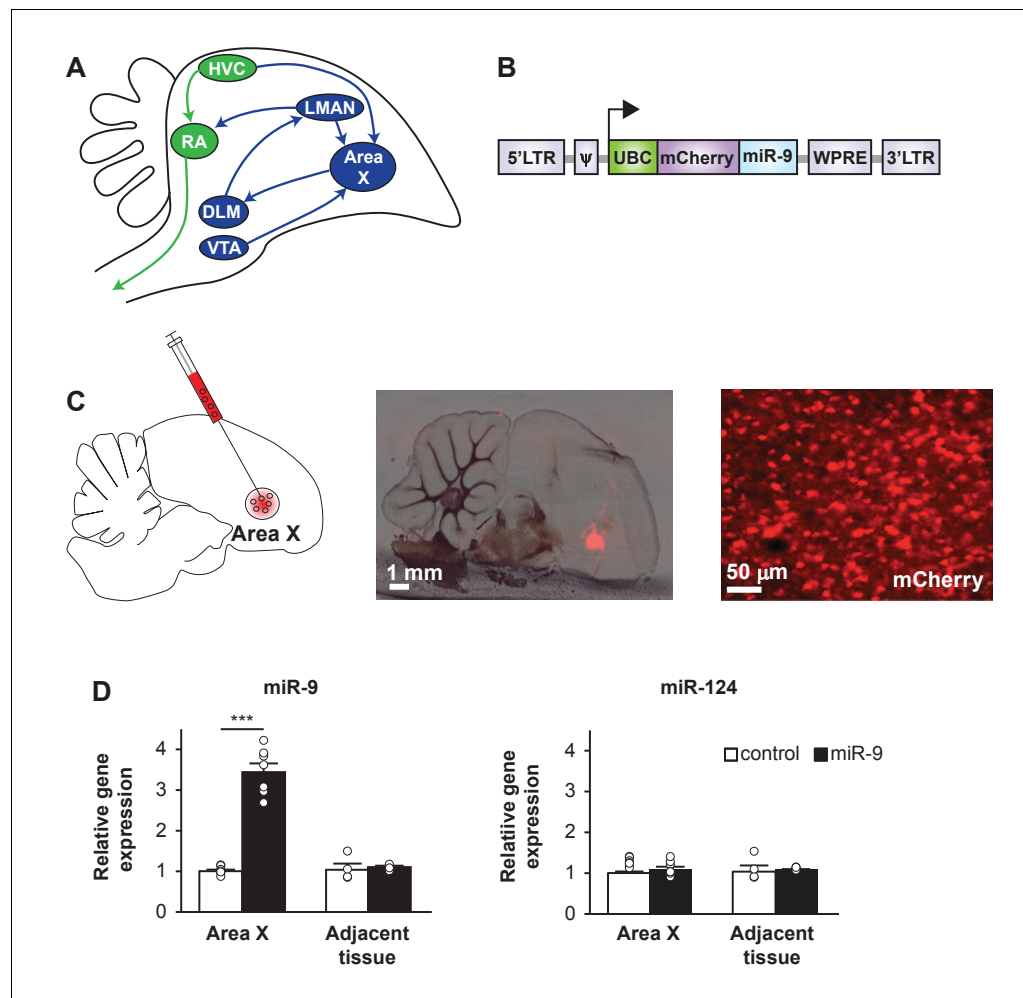 A
HVC
LMAN
RA
Area
X
DLM
VTA
B
5'LTR
ψ
UBC
mCherry
miR-9
WPRE
3'LTR
C
Area X
1 mm
50 μm
mCherry
D
miR-9
***
Relative gene
expression
4
3
2
1
0
Area X
Adjacent
tissue
miR-124
control
miR-9
Relatiive gene
expression
4
3
2
1
0
Area X
Adjacent
tissue